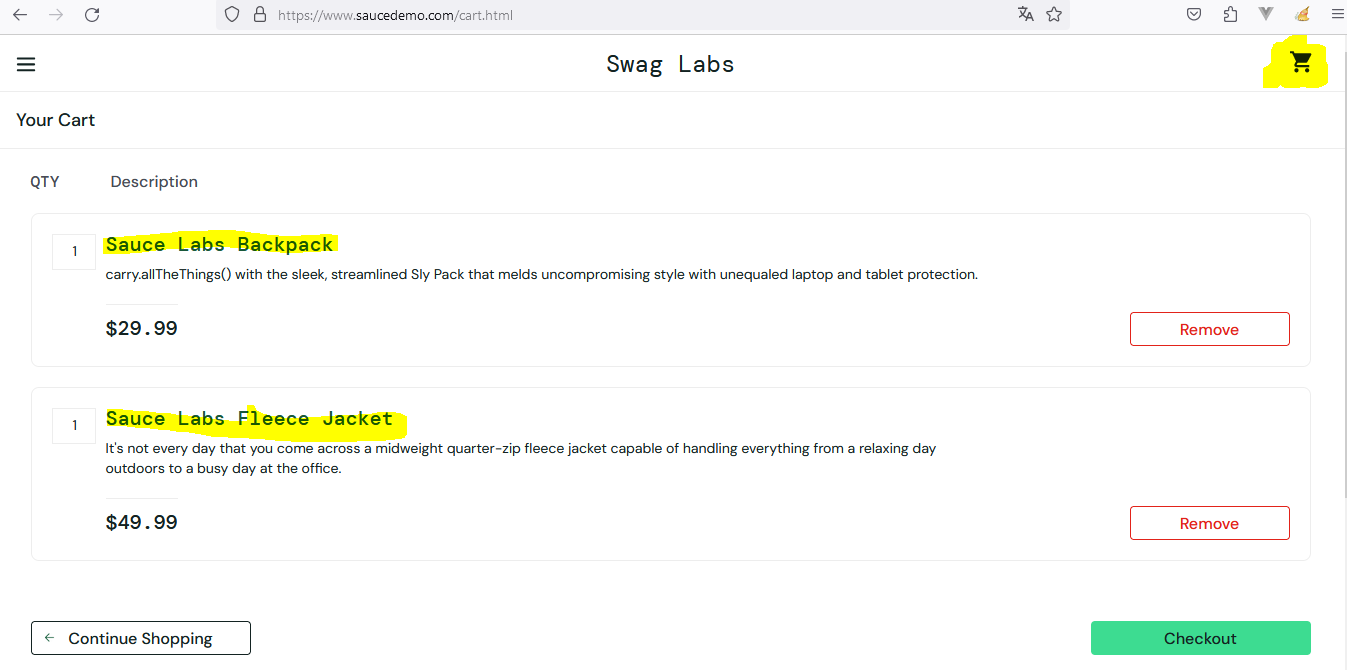 https://www.saucedemo.com/cart.html
Swag Labs
Your Cart
QTY Description
1
Sauce Labs Backpack
carry.allTheThings() with the sleek, streamlined Sly Pack that melds uncompromising style with unequaled laptop and tablet protection.
$29.99
Remove
1
Sauce Labs Fleece Jacket
It's not every day that you come across a midweight quarter-zip fleece jacket capable of handling everything from a relaxing day
outdoors to a busy day at the office.
$49.99
Remove
Continue Shopping
Checkout